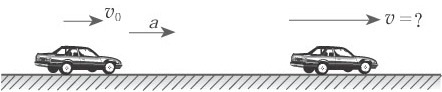 v₀
a
v = ?